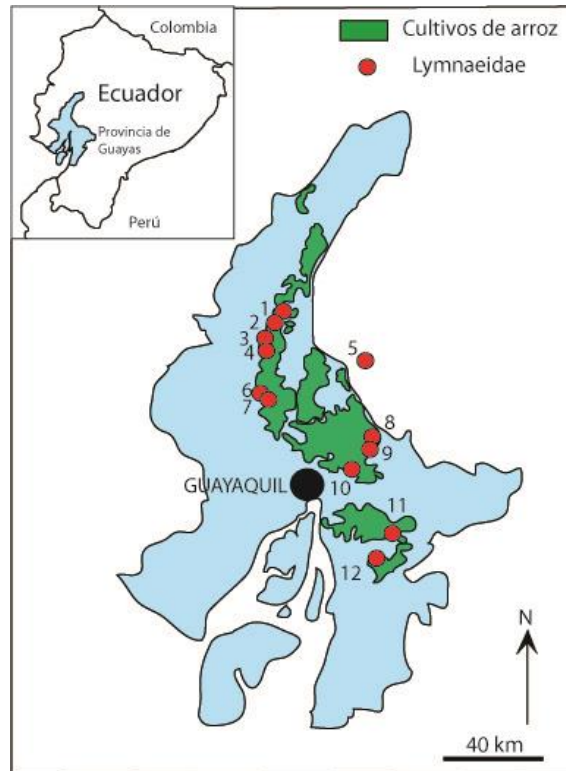 Colombia
Ecuador
Provincia de
Guayas
Perú
Cultivos de arroz
Lymnaeidae
1
2
3
4
5
6
7
8
9
GUAYAQUIL
10
11
12
N
40 km